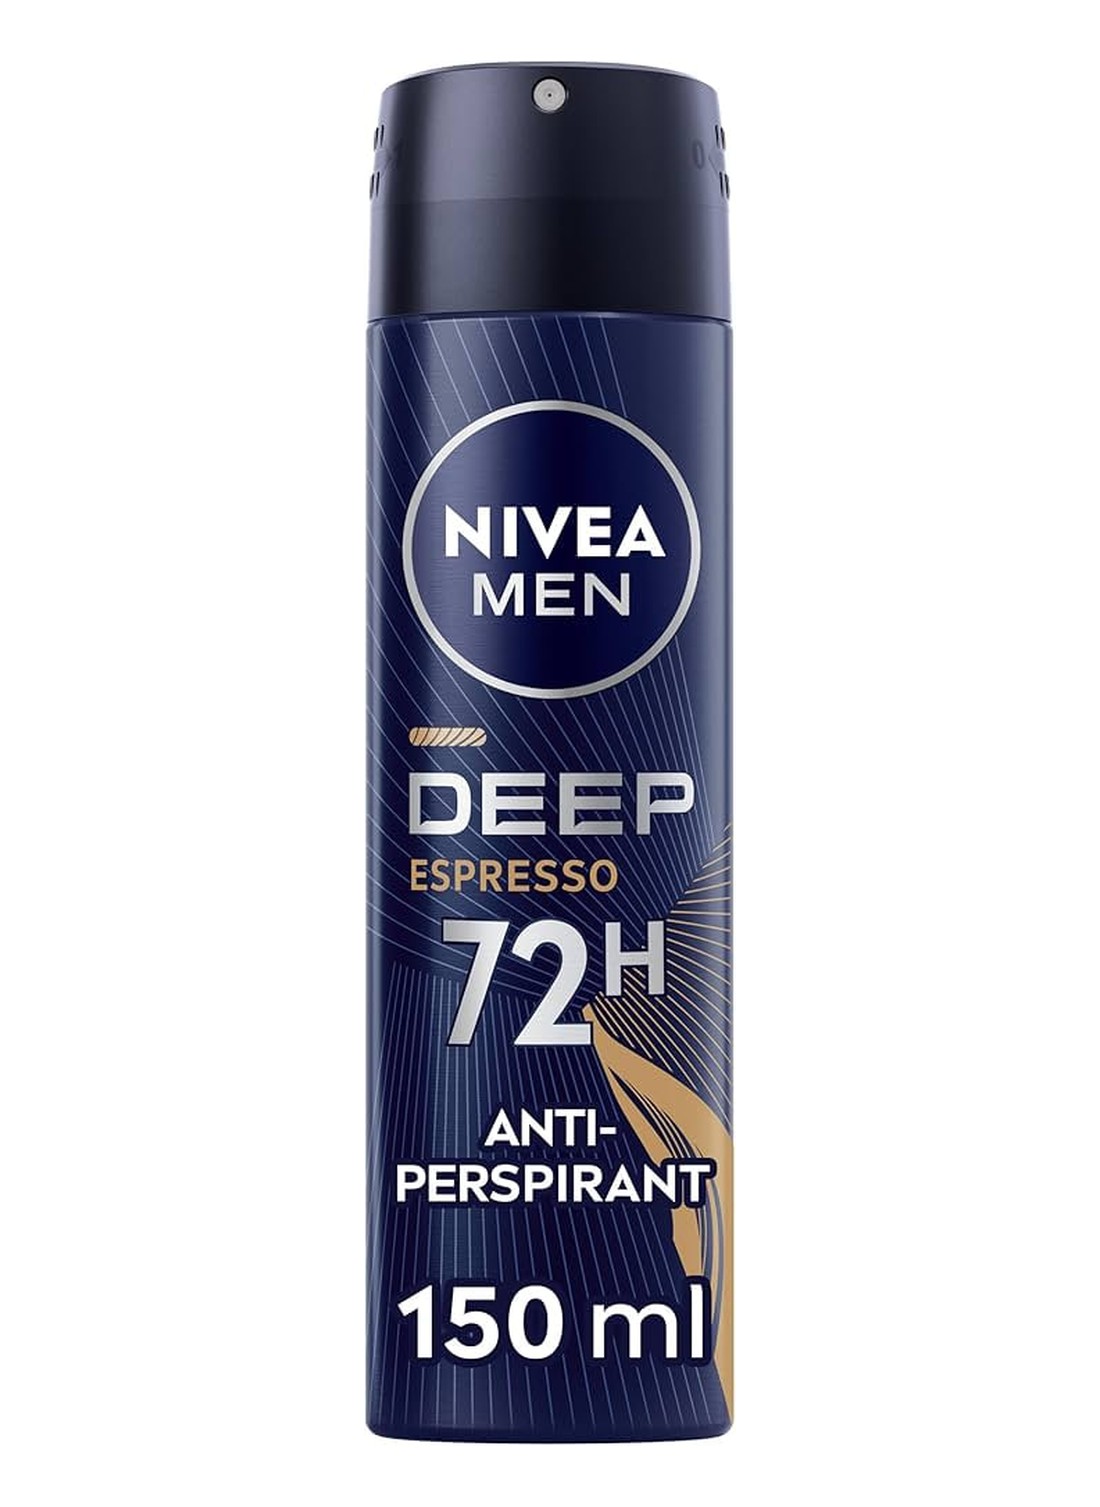 NIVEA
MEN
DEEP
ESPRESSO
72H
ANTI-
PERSPIRANT
150 ml